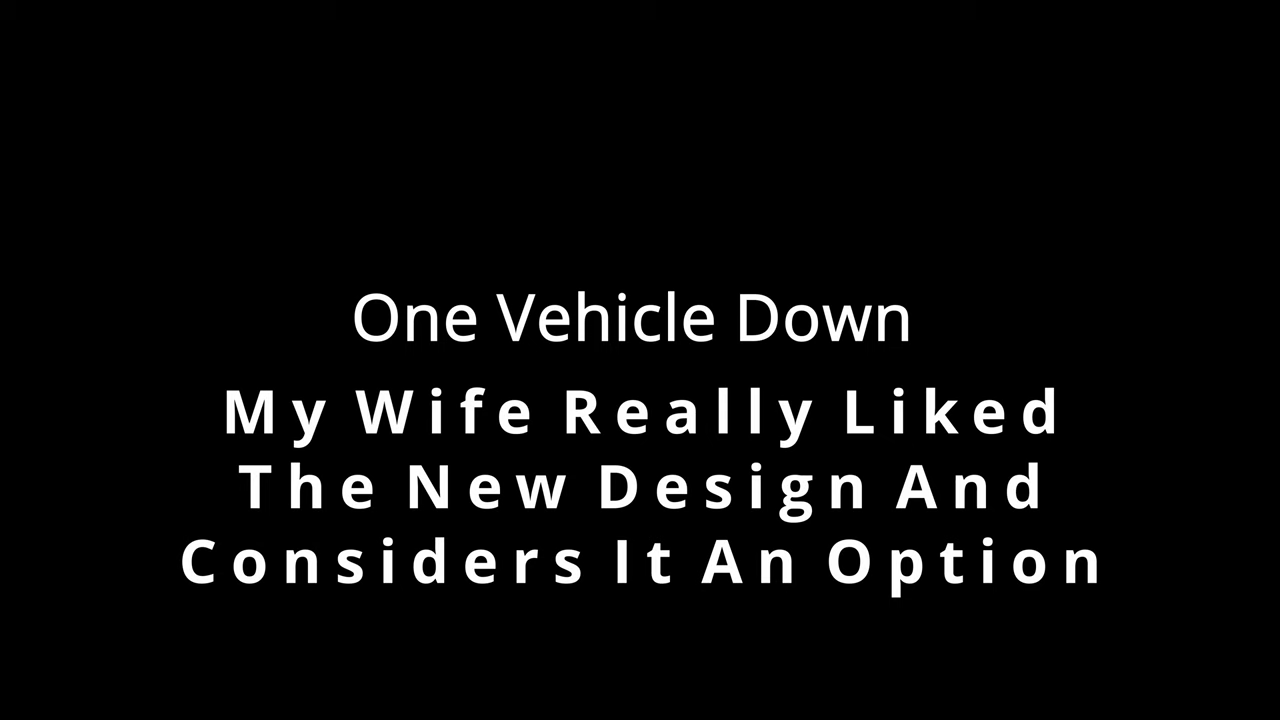 One Vehicle Down
My Wife Really Liked
The New Design And
Considers It An Option